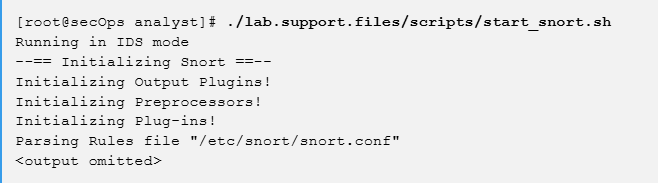 [root@secOps analyst]# ./lab.support.files/scripts/start_snort.sh
Running in IDS mode
--== Initializing Snort ==--
Initializing Output Plugins!
Initializing Preprocessors!
Initializing Plug-ins!
Parsing Rules file "/etc/snort/snort.conf"
<output omitted>